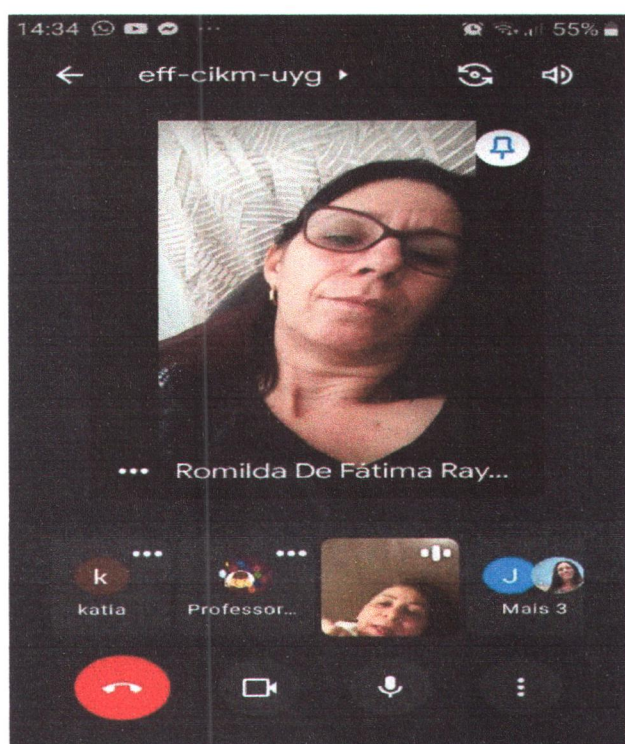 14:34 ... 55%
eff-cikm-uyg
Romilda De Fátima Ray...
k J
katia Professor... Mais 3